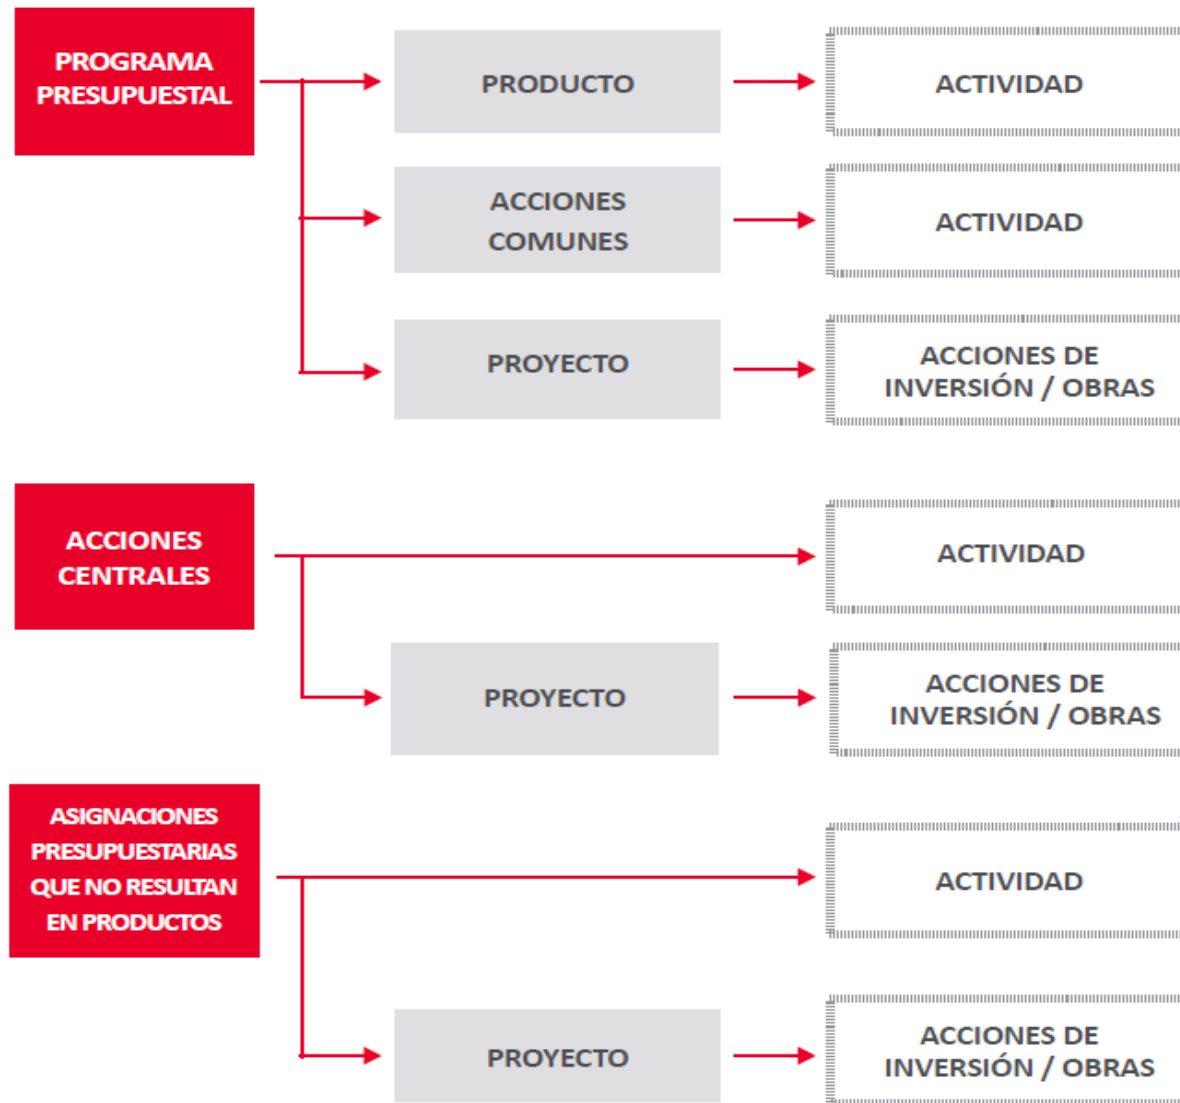 PROGRAMA
PRESUPUESTAL
PRODUCTO
ACTIVIDAD
ACCIONES
COMUNES
ACTIVIDAD
PROYECTO
ACCIONES DE
INVERSIÓN / OBRAS
ACCIONES
CENTRALES
ACTIVIDAD
PROYECTO
ACCIONES DE
INVERSIÓN / OBRAS
ASIGNACIONES
PRESUPUESTARIAS
QUE NO RESULTAN
EN PRODUCTOS
ACTIVIDAD
PROYECTO
ACCIONES DE
INVERSIÓN / OBRAS